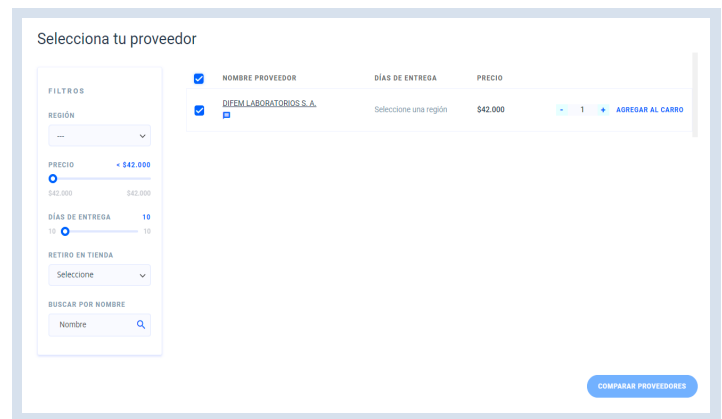 Selecciona tu proveedor
FILTROS
REGIÓN
---
PRECIO < $42.000
$42.000 $42.000
DÍAS DE ENTREGA 10
10 10
RETIRO EN TIENDA
Seleccione
BUSCAR POR NOMBRE
Nombre
NOMBRE PROVEEDOR DÍAS DE ENTREGA PRECIO
DIFEM LABORATORIOS S. A. Seleccione una región $42.000 - 1 + AGREGAR AL CARRO
COMPARAR PROVEEDORES